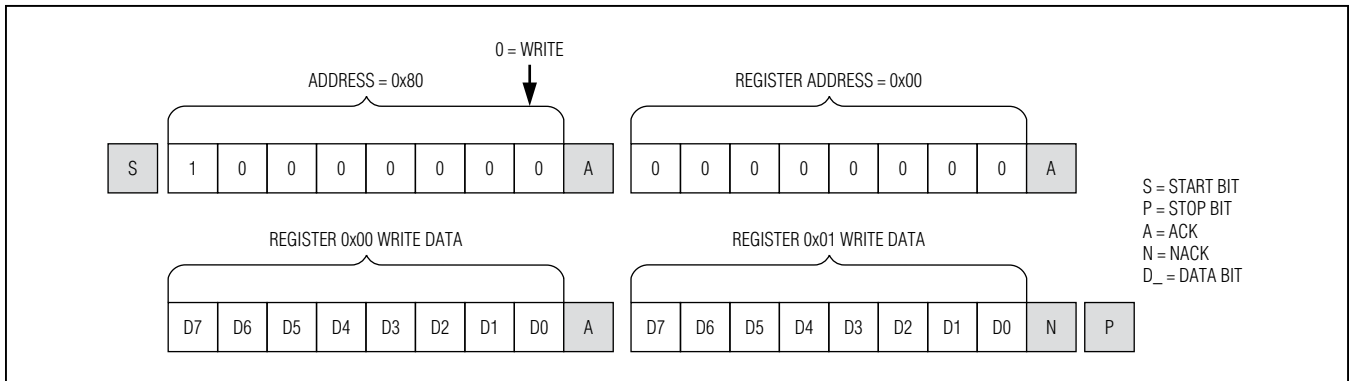 0 = WRITE
ADDRESS = 0x80 REGISTER ADDRESS = 0x00
S 1 0 0 0 0 0 0 0 A 0 0 0 0 0 0 0 0 A
REGISTER 0x00 WRITE DATA REGISTER 0x01 WRITE DATA
D7 D6 D5 D4 D3 D2 D1 D0 A D7 D6 D5 D4 D3 D2 D1 D0 N P
S = START BIT
P = STOP BIT
A = ACK
N = NACK
D_ = DATA BIT